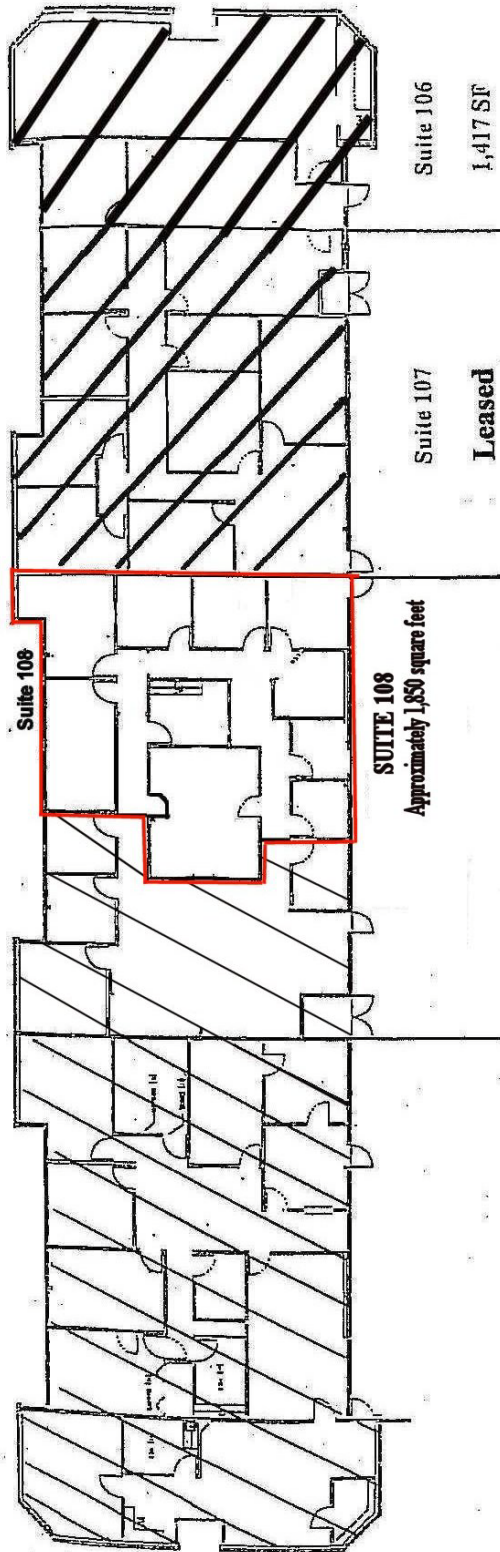 Suite 108
SUITE 108
Approximately 1,850 square feet
Suite 107
Leased
Suite 106
1,417 SF